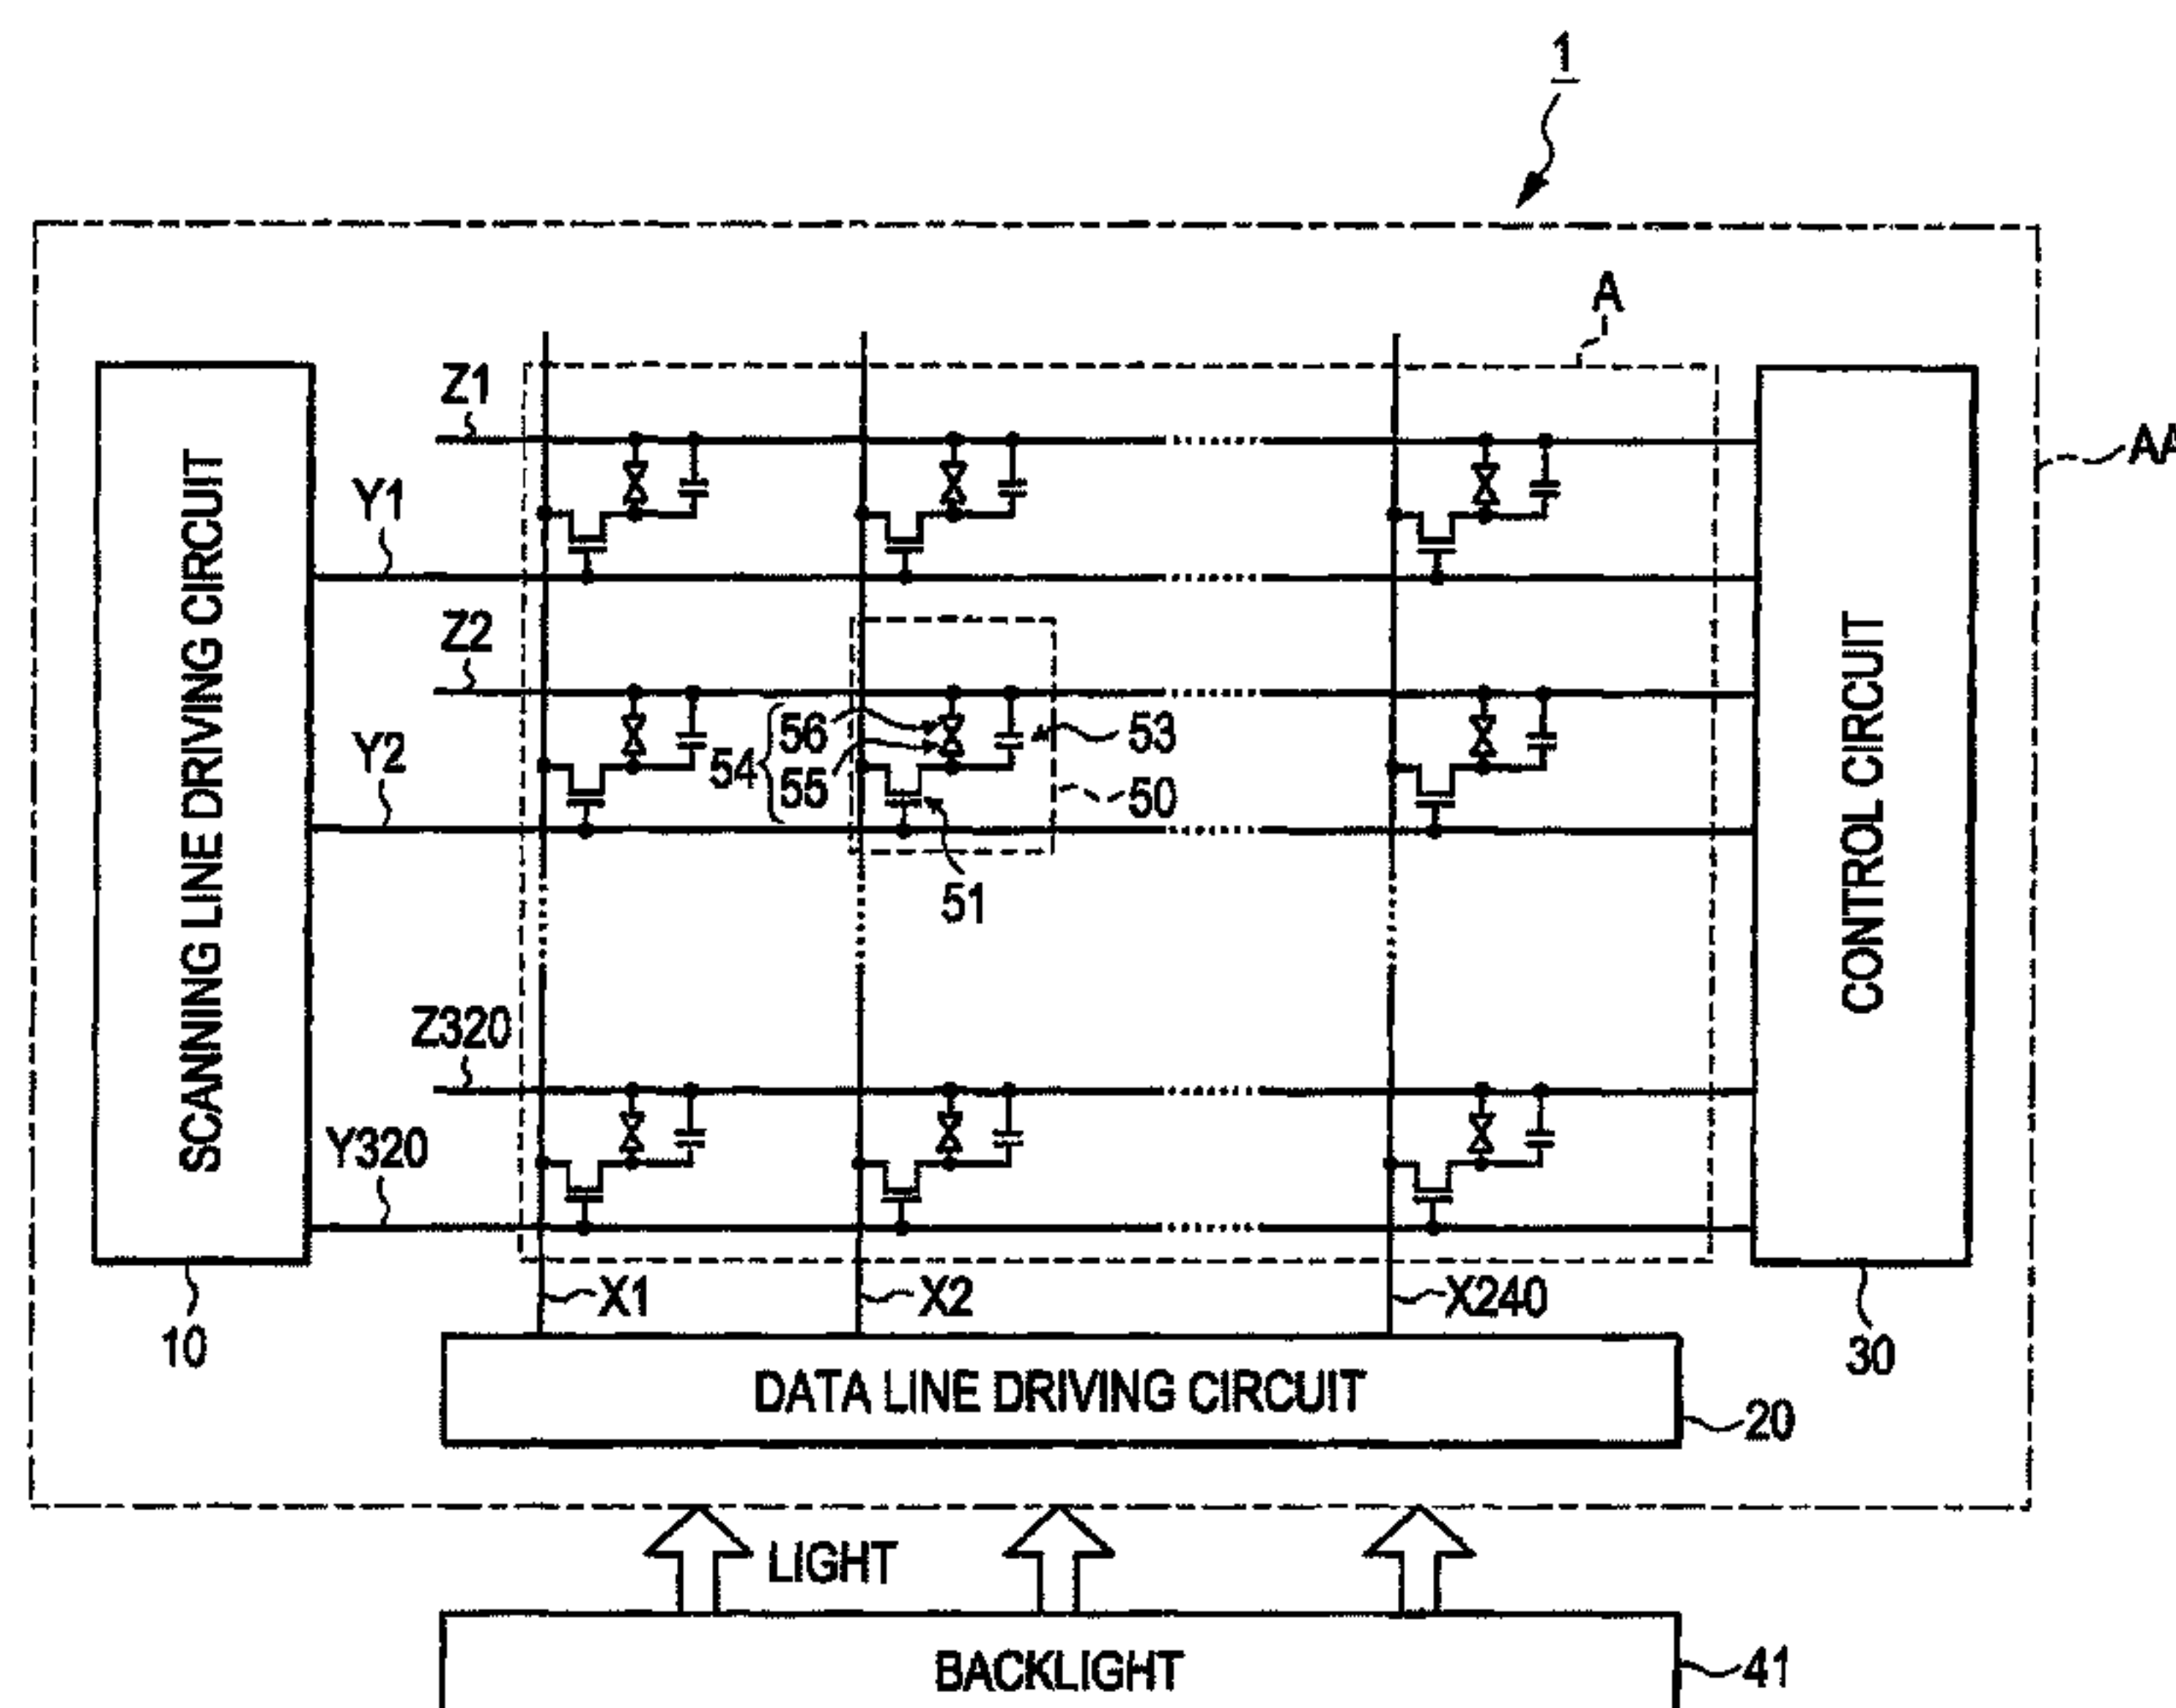 1
A
AA
Z1
Y1
Z2
Y2
54
56
55
53
50
51
Z320
Y320
SCANNING LINE DRIVING CIRCUIT
CONTROL CIRCUIT
X1
X2
X240
10
30
DATA LINE DRIVING CIRCUIT
20
LIGHT
BACKLIGHT
41